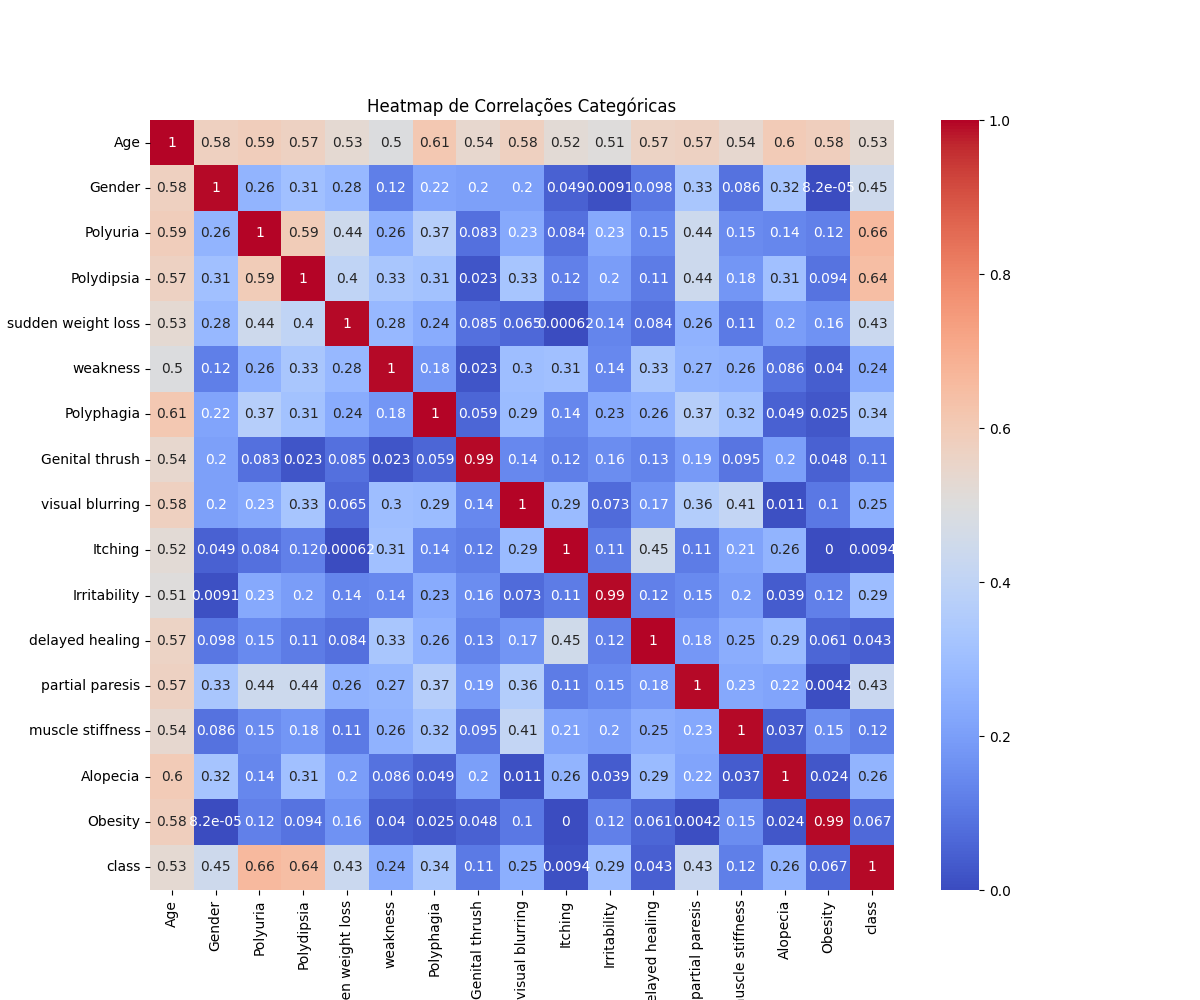 Heatmap de Correlações Categóricas
Age 1 0.58 0.59 0.57 0.53 0.5 0.61 0.54 0.58 0.52 0.51 0.57 0.57 0.54 0.6 0.58 0.53
Gender 0.58 1 0.26 0.31 0.28 0.12 0.22 0.2 0.2 0.049 0.0091 0.098 0.33 0.086 0.32 8.2e-05 0.45
Polyuria 0.59 0.26 1 0.59 0.44 0.26 0.37 0.083 0.23 0.084 0.23 0.15 0.44 0.15 0.14 0.12 0.66
Polydipsia 0.57 0.31 0.59 1 0.4 0.33 0.31 0.023 0.33 0.12 0.2 0.11 0.44 0.18 0.31 0.094 0.64
sudden weight loss 0.53 0.28 0.44 0.4 1 0.28 0.24 0.085 0.065 0.00062 0.14 0.084 0.26 0.11 0.2 0.16 0.43
weakness 0.5 0.12 0.26 0.33 0.28 1 0.18 0.023 0.3 0.31 0.14 0.33 0.27 0.26 0.086 0.04 0.24
Polyphagia 0.61 0.22 0.37 0.31 0.24 0.18 1 0.059 0.29 0.14 0.23 0.26 0.37 0.32 0.049 0.025 0.34
Genital thrush 0.54 0.2 0.083 0.023 0.085 0.023 0.059 0.99 0.14 0.12 0.16 0.13 0.19 0.095 0.2 0.048 0.11
visual blurring 0.58 0.2 0.23 0.33 0.065 0.3 0.29 0.14 1 0.29 0.073 0.17 0.36 0.41 0.011 0.1 0.25
Itching 0.52 0.049 0.084 0.12 0.00062 0.31 0.14 0.12 0.29 1 0.11 0.45 0.11 0.21 0.26 0 0.0094
Irritability 0.51 0.0091 0.23 0.2 0.14 0.14 0.23 0.16 0.073 0.11 0.99 0.12 0.15 0.2 0.039 0.12 0.29
delayed healing 0.57 0.098 0.15 0.11 0.084 0.33 0.26 0.13 0.17 0.45 0.12 1 0.18 0.25 0.29 0.061 0.043
partial paresis 0.57 0.33 0.44 0.44 0.26 0.27 0.37 0.19 0.36 0.11 0.15 0.18 1 0.23 0.22 0.0042 0.43
muscle stiffness 0.54 0.086 0.15 0.18 0.11 0.26 0.32 0.095 0.41 0.21 0.2 0.25 0.23 1 0.037 0.15 0.12
Alopecia 0.6 0.32 0.14 0.31 0.2 0.086 0.049 0.2 0.011 0.26 0.039 0.29 0.22 0.037 1 0.024 0.26
Obesity 0.58 8.2e-05 0.12 0.094 0.16 0.04 0.025 0.048 0.1 0 0.12 0.061 0.0042 0.15 0.024 0.99 0.067
class 0.53 0.45 0.66 0.64 0.43 0.24 0.34 0.11 0.25 0.0094 0.29 0.043 0.43 0.12 0.26 0.067 1
Age
Gender
Polyuria
Polydipsia
en weight loss
weakness
Polyphagia
Genital thrush
visual blurring
Itching
Irritability
elayed healing
partial paresis
uscle stiffness
Alopecia
Obesity
class
1.0
0.8
0.6
0.4
0.2
0.0